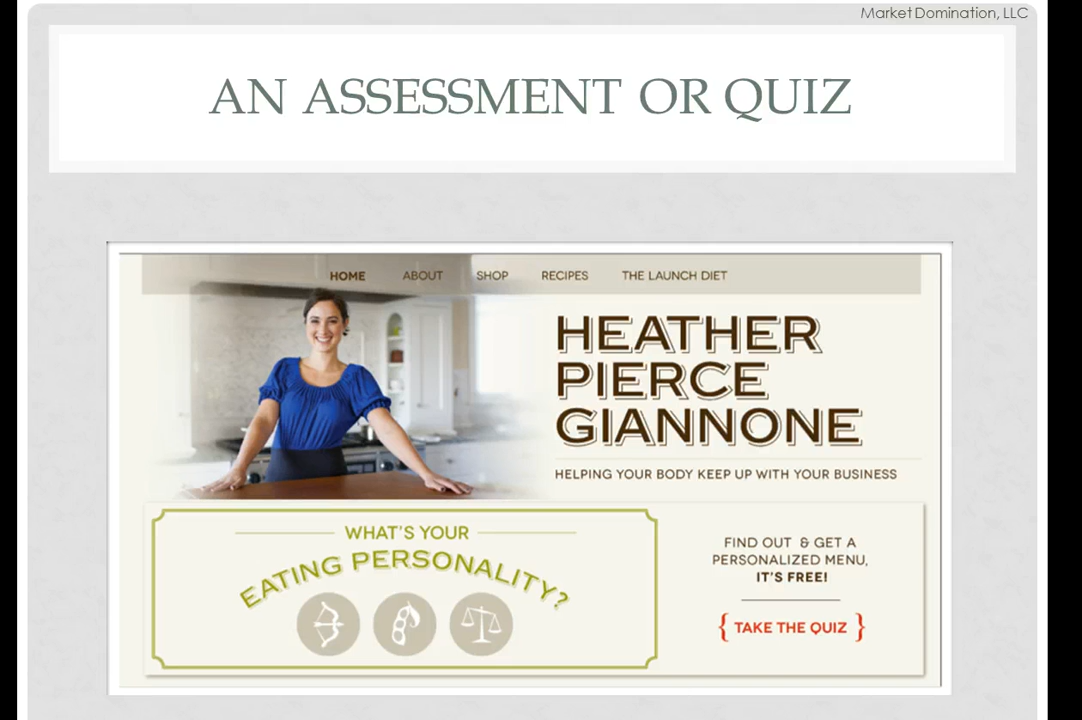 Market Domination, LLC
AN ASSESSMENT OR QUIZ
HOME ABOUT SHOP RECIPES THE LAUNCH DIET
HEATHER
PIERCE
GIANNONE
HELPING YOUR BODY KEEP UP WITH YOUR BUSINESS
WHAT'S YOUR
EATING PERSONALITY?
FIND OUT & GET A
PERSONALIZED MENU,
IT'S FREE!
{ TAKE THE QUIZ }